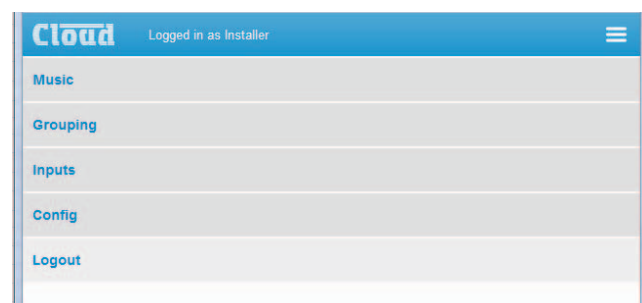 Cloud Logged in as Installer
Music
Grouping
Inputs
Config
Logout